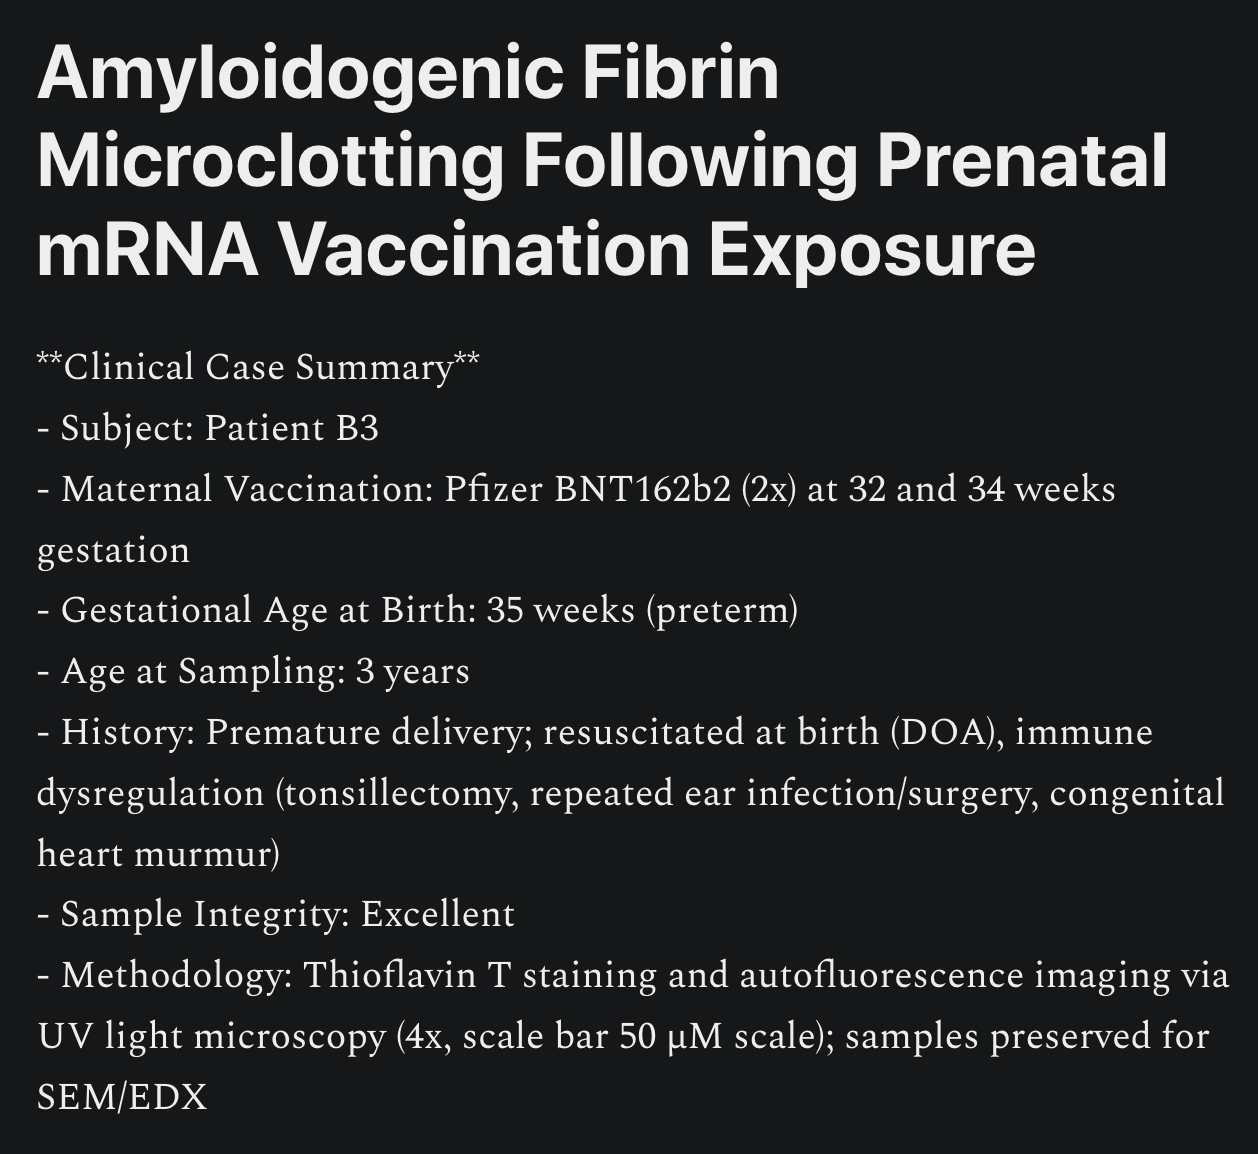 Amyloidogenic Fibrin
Microclotting Following Prenatal
mRNA Vaccination Exposure
**Clinical Case Summary**
- Subject: Patient B3
- Maternal Vaccination: Pfizer BNT162b2 (2x) at 32 and 34 weeks
gestation
- Gestational Age at Birth: 35 weeks (preterm)
- Age at Sampling: 3 years
- History: Premature delivery; resuscitated at birth (DOA), immune
dysregulation (tonsillectomy, repeated ear infection/surgery, congenital
heart murmur)
- Sample Integrity: Excellent
- Methodology: Thioflavin T staining and autofluorescence imaging via
UV light microscopy (4x, scale bar 50 μM scale); samples preserved for
SEM/EDX